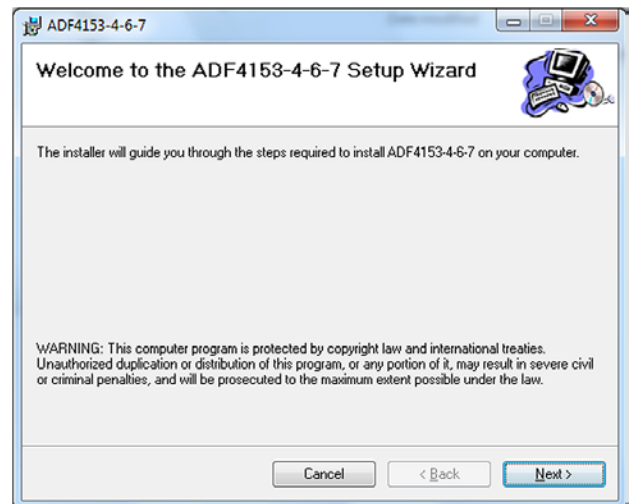 ADF4153-4-6-7
Welcome to the ADF4153-4-6-7 Setup Wizard
The installer will guide you through the steps required to install ADF4153-4-6-7 on your computer.
WARNING: This computer program is protected by copyright law and international treaties.
Unauthorized duplication or distribution of this program, or any portion of it, may result in severe civil
or criminal penalties, and will be prosecuted to the maximum extent possible under the law.
Cancel
< Back
Next >